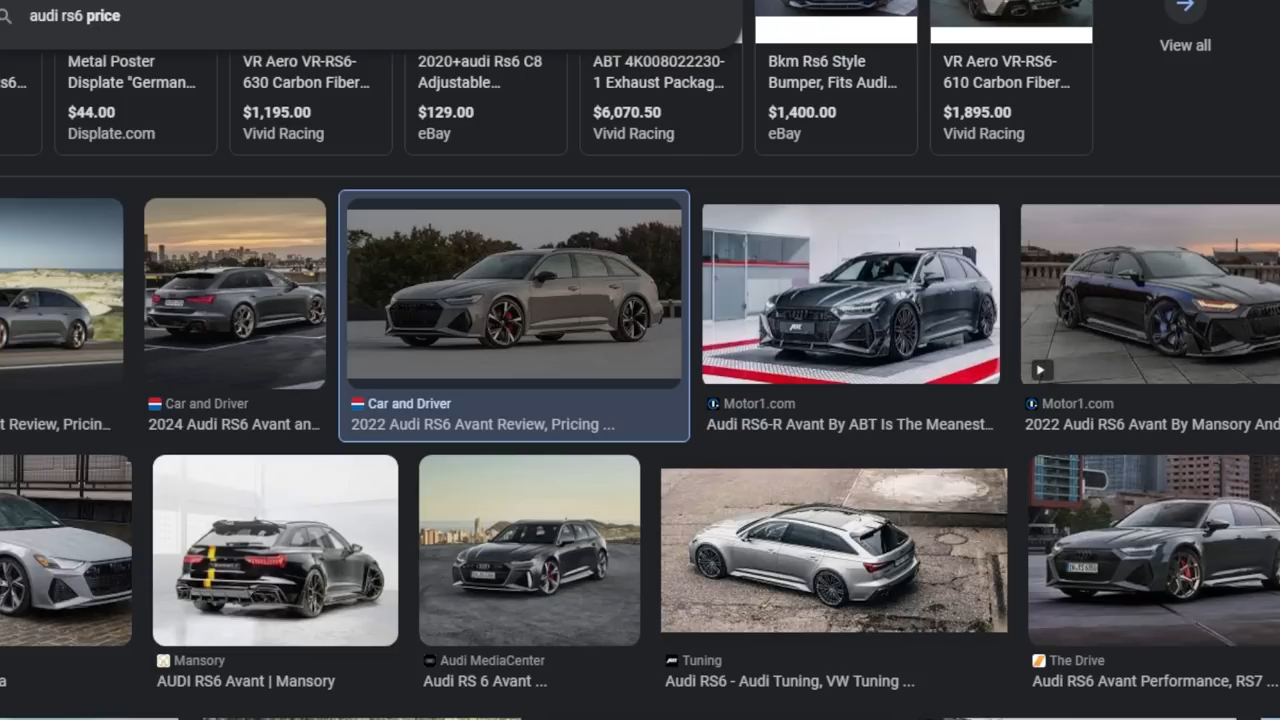 audi rs6 price
View all
s6...
Metal Poster
Displate "German...
$44.00
Displate.com
VR Aero VR-RS6-
630 Carbon Fiber...
$1,195.00
Vivid Racing
2020+audi Rs6 C8
Adjustable...
$129.00
eBay
ABT 4K008022230-
1 Exhaust Packag...
$6,070.50
Vivid Racing
Bkm Rs6 Style
Bumper, Fits Audi...
$1,400.00
eBay
VR Aero VR-RS6-
610 Carbon Fiber...
$1,895.00
Vivid Racing
t Review, Pricin...
Car and Driver
2024 Audi RS6 Avant an...
Car and Driver
2022 Audi RS6 Avant Review, Pricing ...
ABT
Motor1.com
Audi RS6-R Avant By ABT Is The Meanest...
Motor1.com
2022 Audi RS6 Avant By Mansory And
a
Mansory
AUDI RS6 Avant | Mansory
Audi MediaCenter
Audi RS 6 Avant ...
Tuning
Audi RS6 - Audi Tuning, VW Tuning ...
The Drive
Audi RS6 Avant Performance, RS7 ...